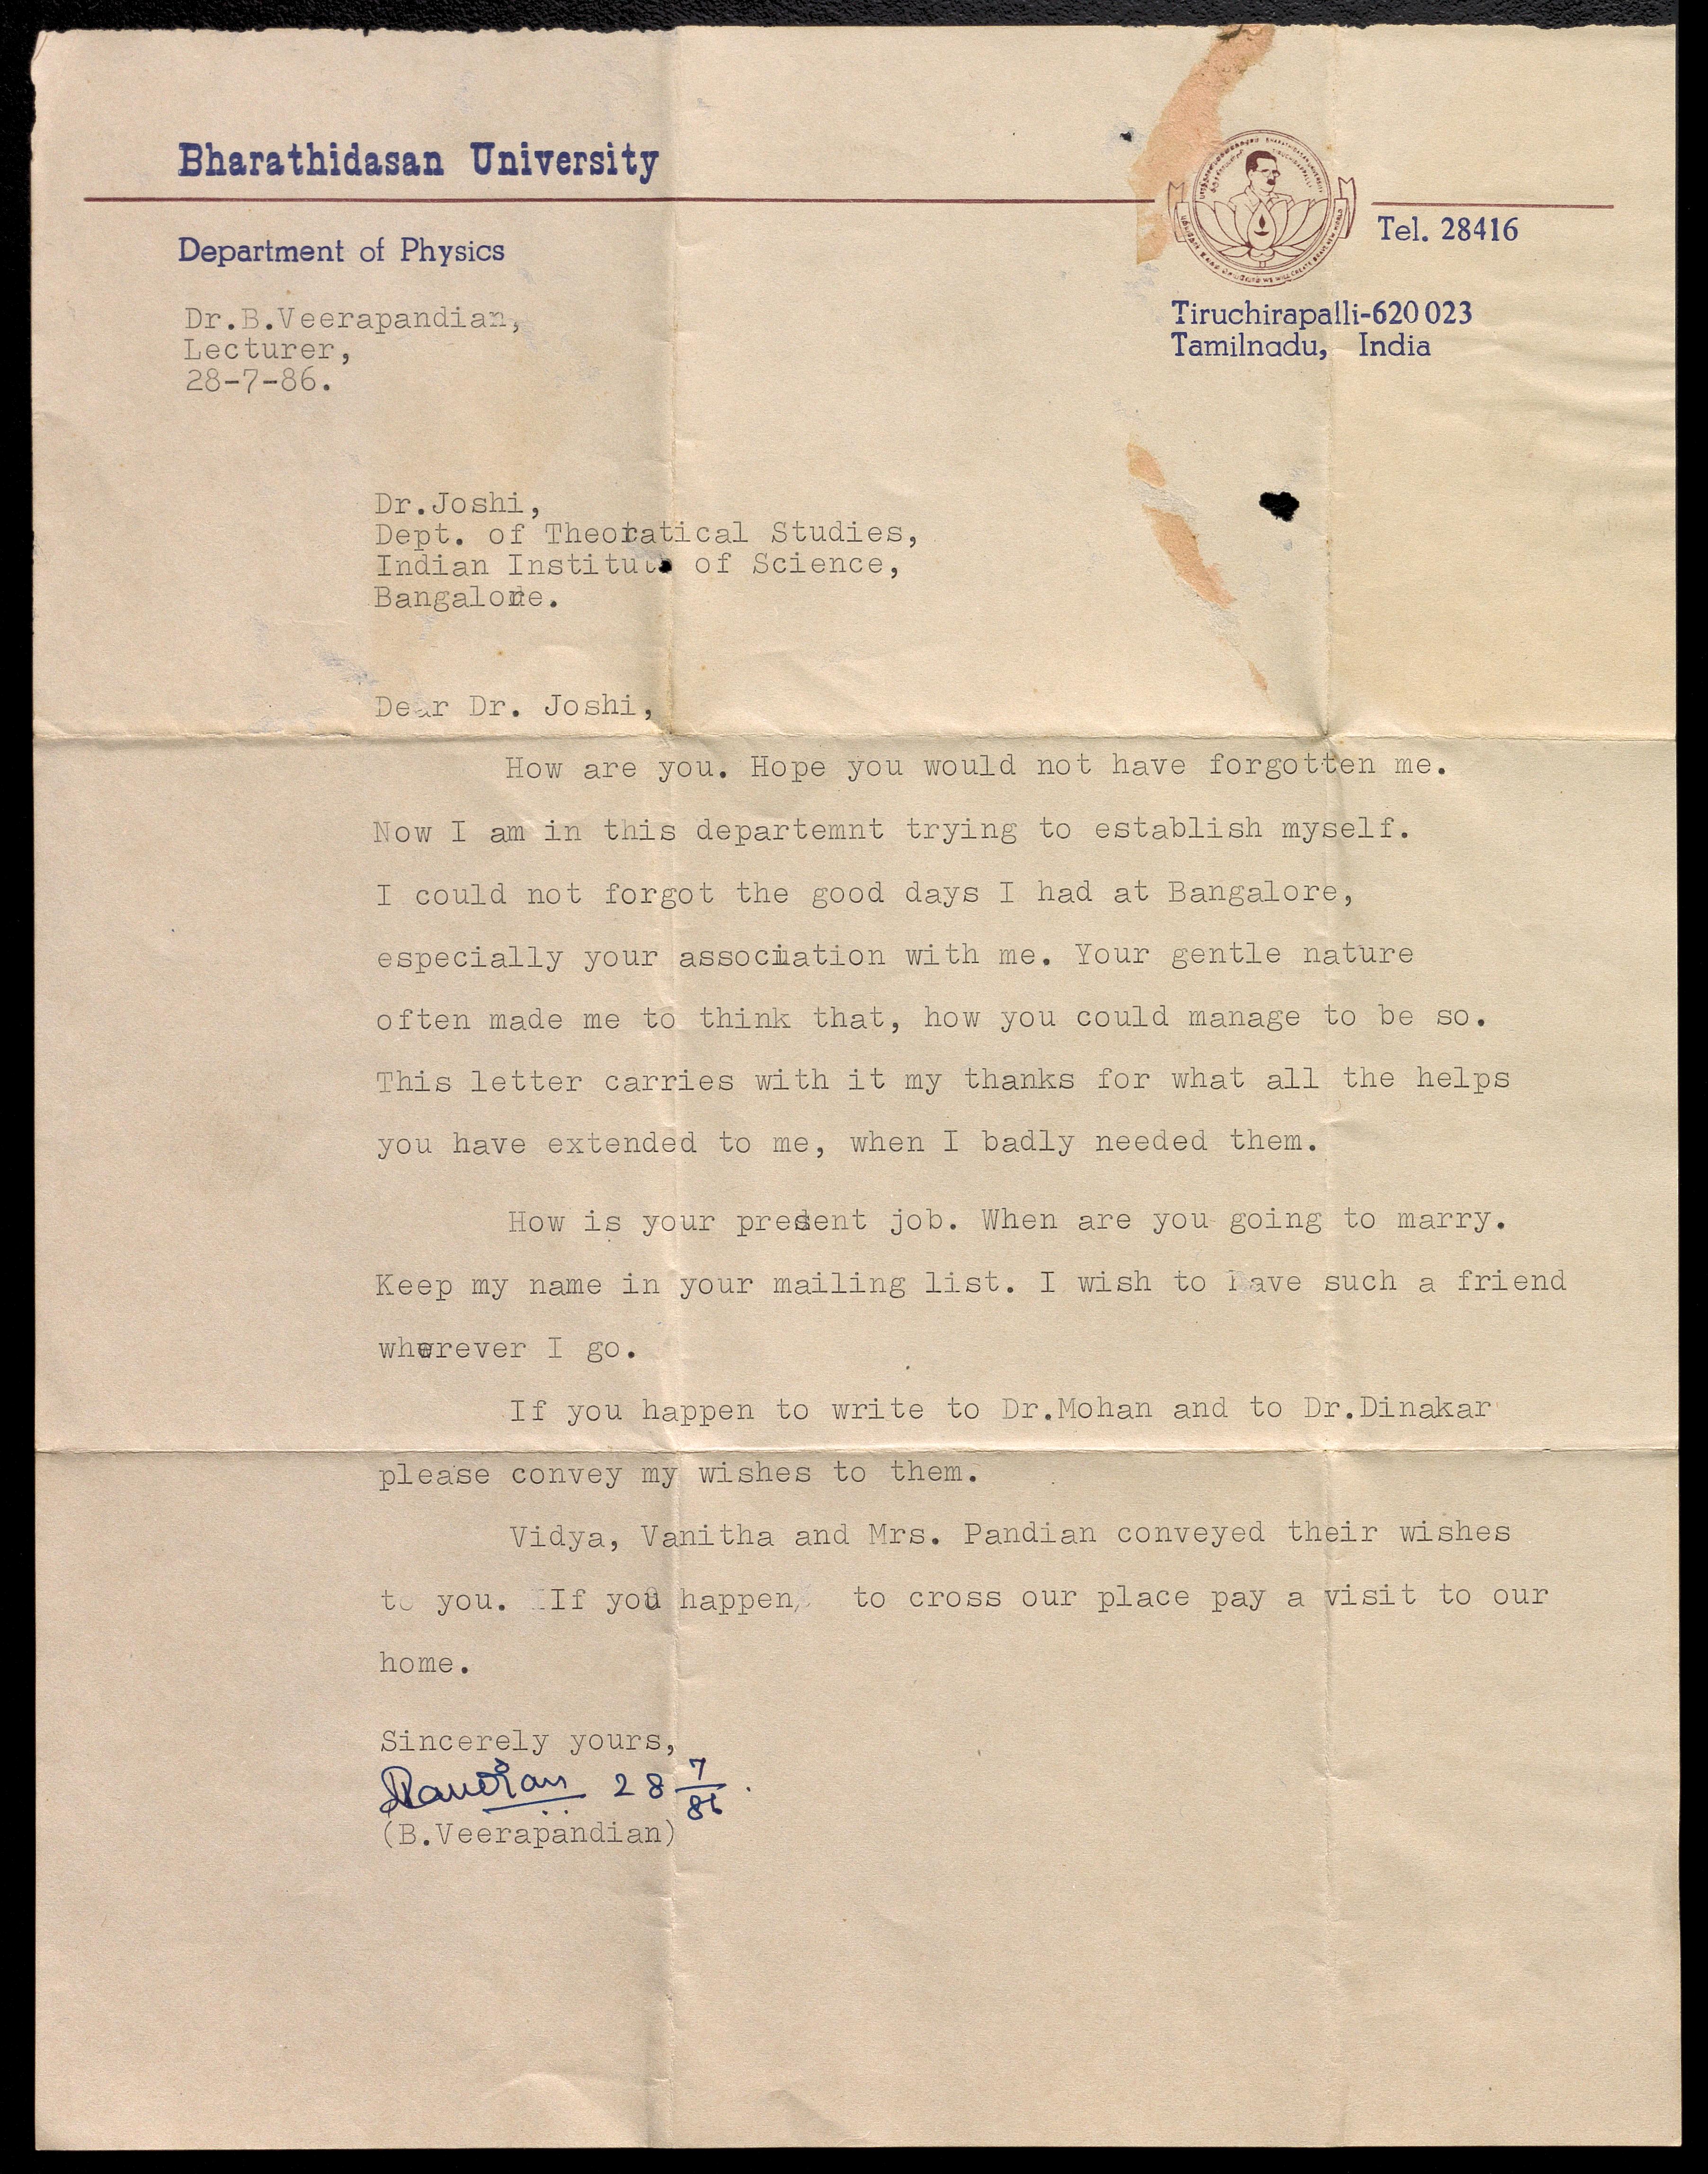 Bharathidasan University
Department of Physics
Tel. 28416
Tiruchirapalli-620 023
Tamilnadu, India
Dr.B.Veerapandian,
Lecturer,
28-7-86.
Dr.Joshi,
Dept. of Theoratical Studies,
Indian Institute of Science,
Bangalore.
Dear Dr. Joshi,
How are you. Hope you would not have forgotten me.
Now I am in this departemnt trying to establish myself.
I could not forgot the good days I had at Bangalore,
especially your association with me. Your gentle nature
often made me to think that, how you could manage to be so.
This letter carries with it my thanks for what all the helps
you have extended to me, when I badly needed them.
How is your present job. When are you going to marry.
Keep my name in your mailing list. I wish to have such a friend
wherever I go.
If you happen to write to Dr.Mohan and to Dr.Dinakar
please convey my wishes to them.
Vidya, Vanitha and Mrs. Pandian conveyed their wishes
to you. If you happen to cross our place pay a visit to our
home.
Sincerely yours,
Pandian 28 7/86.
(B.Veerapandian)